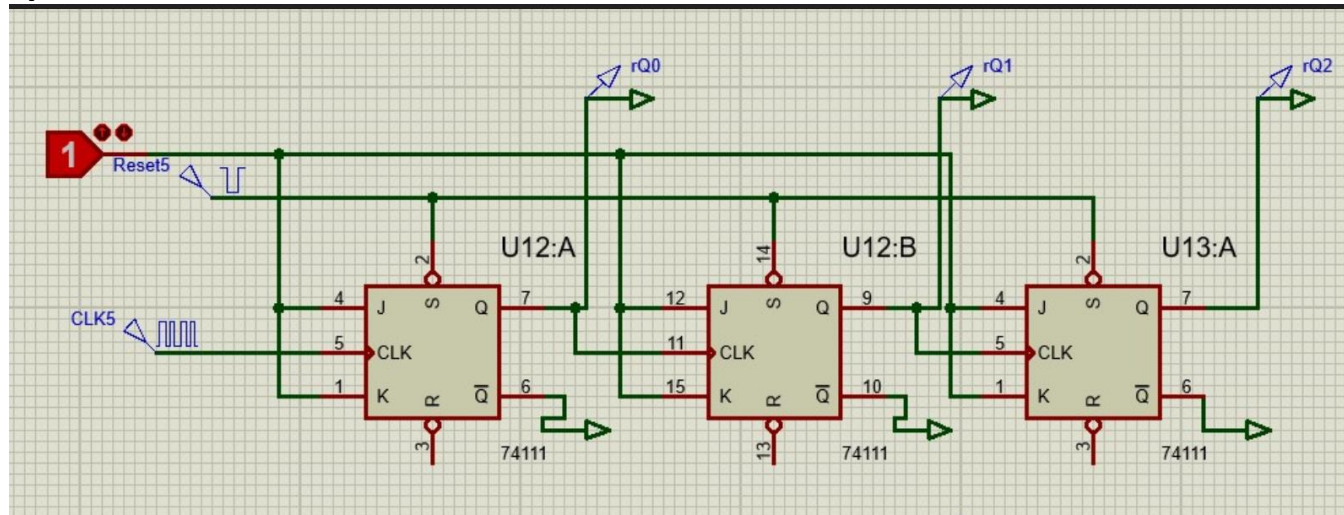 rQ0 rQ1 rQ2
1
Reset5
U12:A U12:B U13:A
2 14 2
S S S
4 J Q 7 12 J Q 9 4 J Q 7
CLK5
5 CLK 11 CLK 5 CLK
1 K Q̅ 6 15 K Q̅ 10 1 K Q̅ 6
R R R
3 13 3
74111 74111 74111